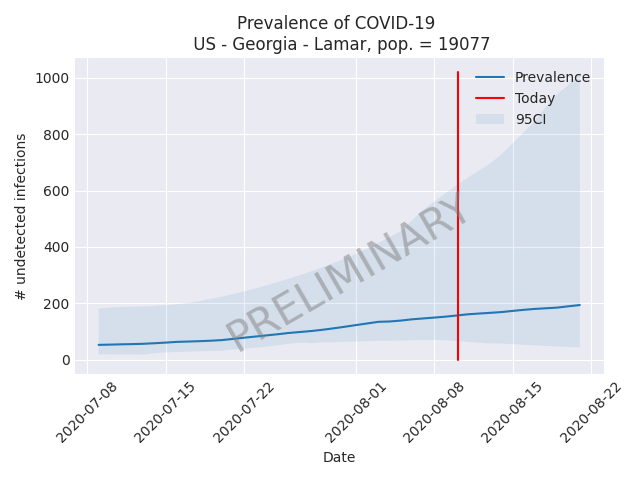 Prevalence of COVID-19
US - Georgia - Lamar, pop. = 19077
Prevalence
Today
95CI
# undetected infections
1000
800
600
400
200
0
PRELIMINARY
2020-07-08
2020-07-15
2020-07-22
2020-08-01
2020-08-08
2020-08-15
2020-08-22
Date